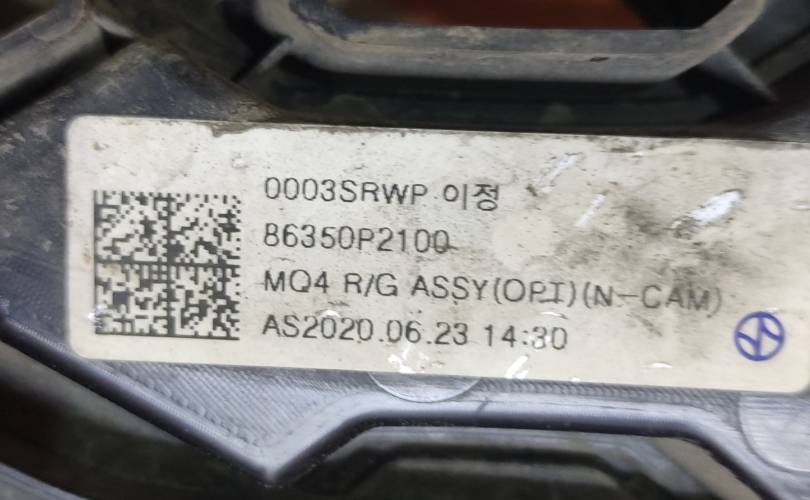 0003SRWP 이정
86350P2100
MQ4 R/G ASSY(OPI)(N-CAM)
AS2020.06.23 14:30